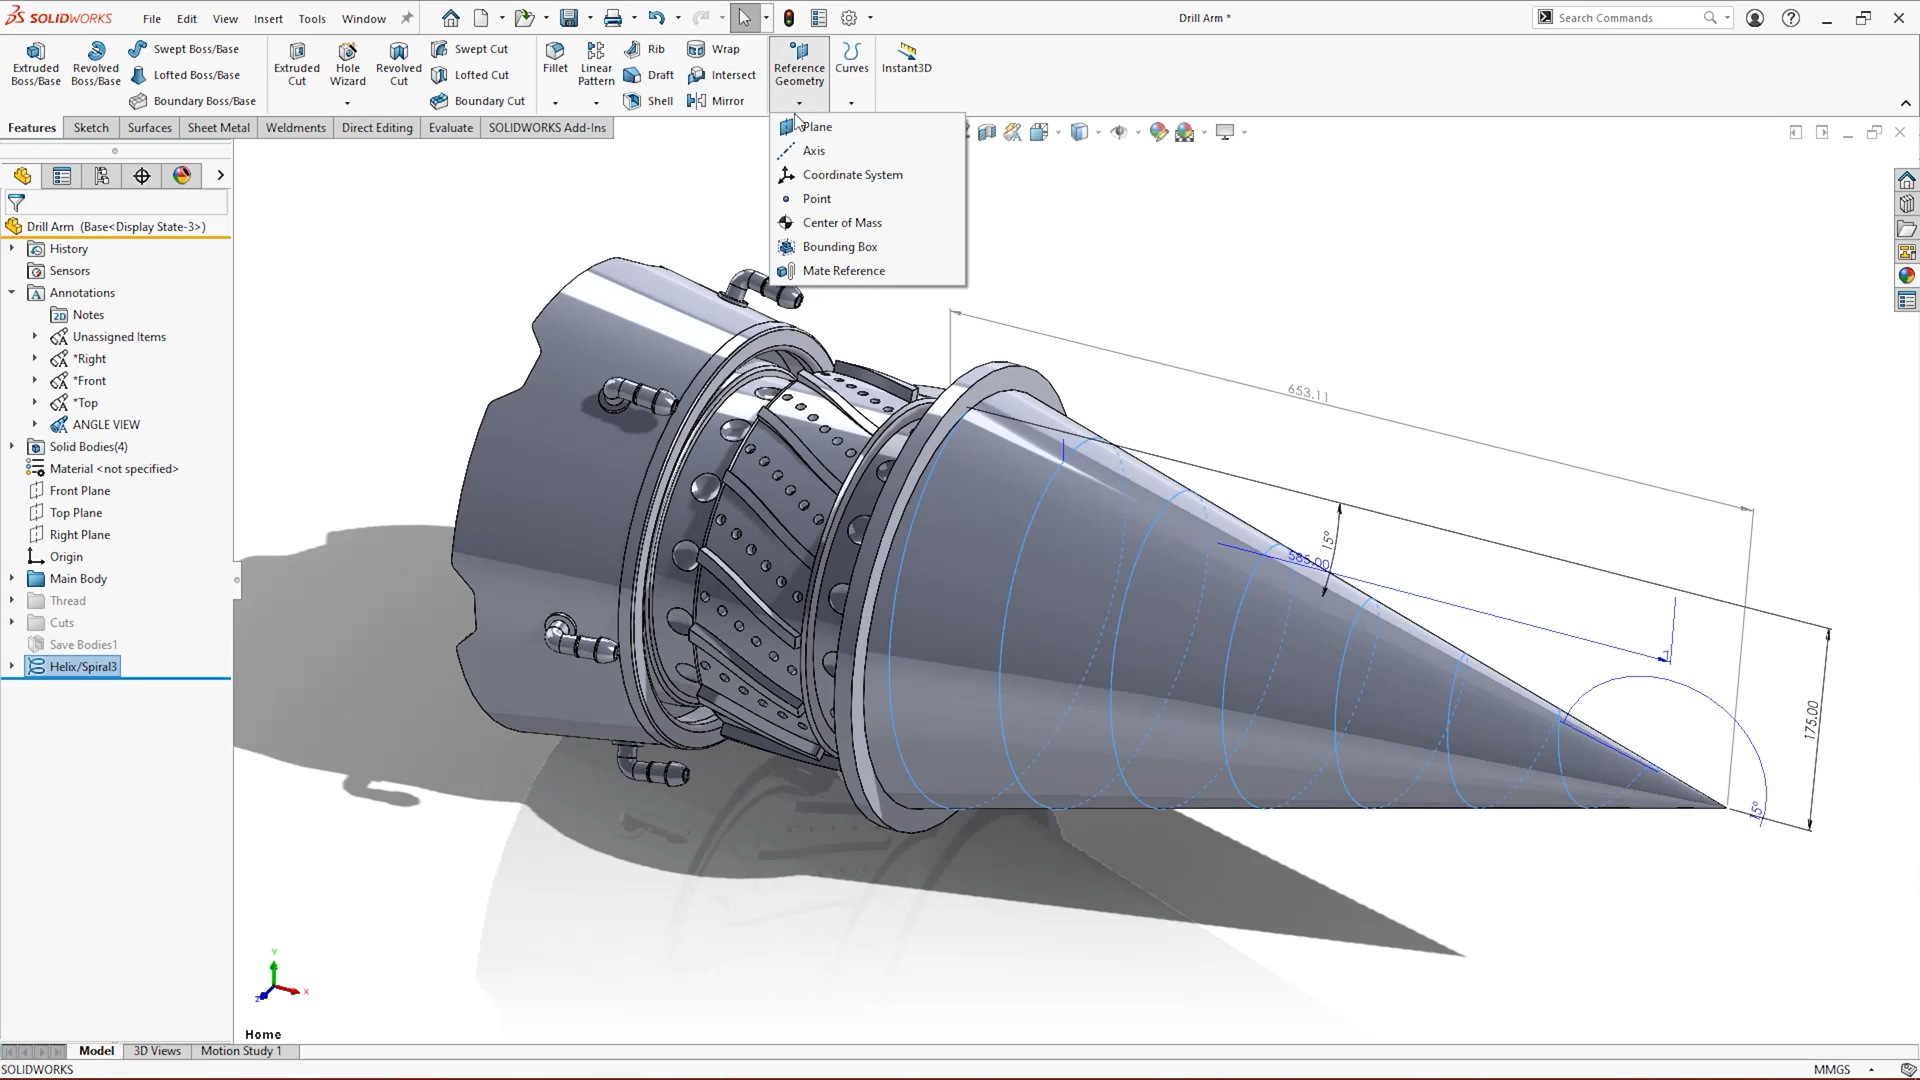 SOLIDWORKS File Edit View Insert Tools Window Drill Arm * Search Commands
Extruded Boss/Base
Revolved Boss/Base
Swept Boss/Base
Lofted Boss/Base
Boundary Boss/Base
Extruded Cut
Hole Wizard
Revolved Cut
Swept Cut
Lofted Cut
Boundary Cut
Fillet
Linear Pattern
Rib
Draft
Shell
Wrap
Intersect
Mirror
Reference Geometry
Curves
Instant3D
Features Sketch Surfaces Sheet Metal Weldments Direct Editing Evaluate SOLIDWORKS Add-Ins
Plane
Axis
Coordinate System
Point
Center of Mass
Bounding Box
Mate Reference
Drill Arm (Base<Display State-3>)
History
Sensors
Annotations
Notes
Unassigned Items
*Right
*Front
*Top
ANGLE VIEW
Solid Bodies(4)
Material <not specified>
Front Plane
Top Plane
Right Plane
Origin
Main Body
Thread
Cuts
Save Bodies1
Helix/Spiral3
653.11
15°
585.00
175.00
15°
Y
X
Z
Home
Model 3D Views Motion Study 1
SOLIDWORKS MMGS